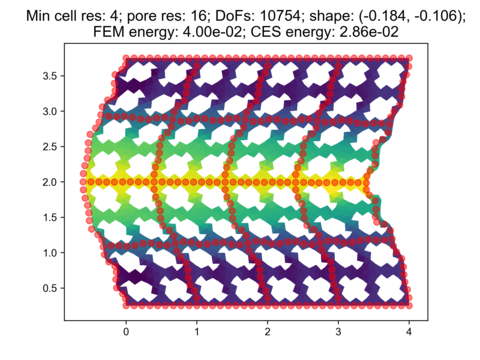 Min cell res: 4; pore res: 16; DoFs: 10754; shape: (-0.184, -0.106);
FEM energy: 4.00e-02; CES energy: 2.86e-02
3.5
3.0
2.5
2.0
1.5
1.0
0.5
0 1 2 3 4